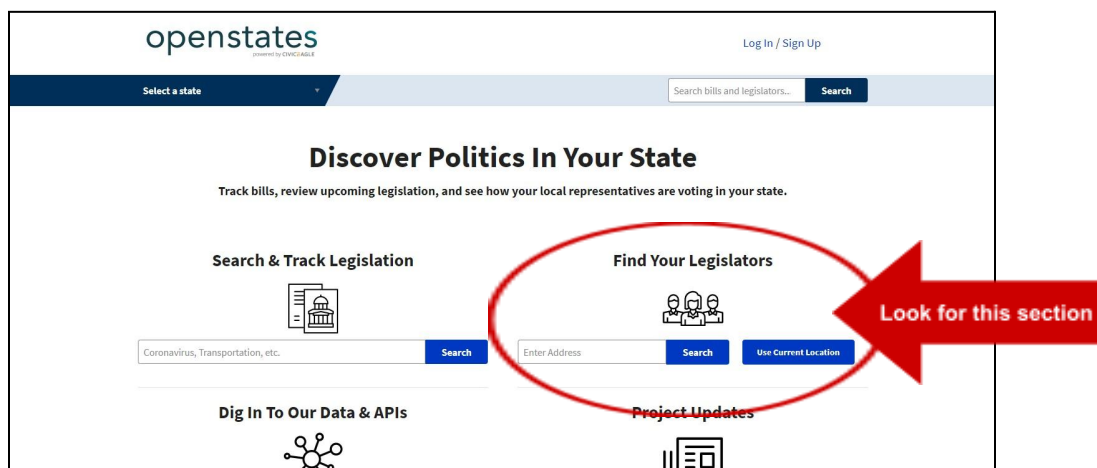 openstates
powered by CIVICEAGLE
Log In / Sign Up
Select a state
Search bills and legislators...
Search
Discover Politics In Your State
Track bills, review upcoming legislation, and see how your local representatives are voting in your state.
Search & Track Legislation
Coronavirus, Transportation, etc.
Search
Find Your Legislators
Enter Address
Search
Use Current Location
Look for this section
Dig In To Our Data & APIs
Project Updates